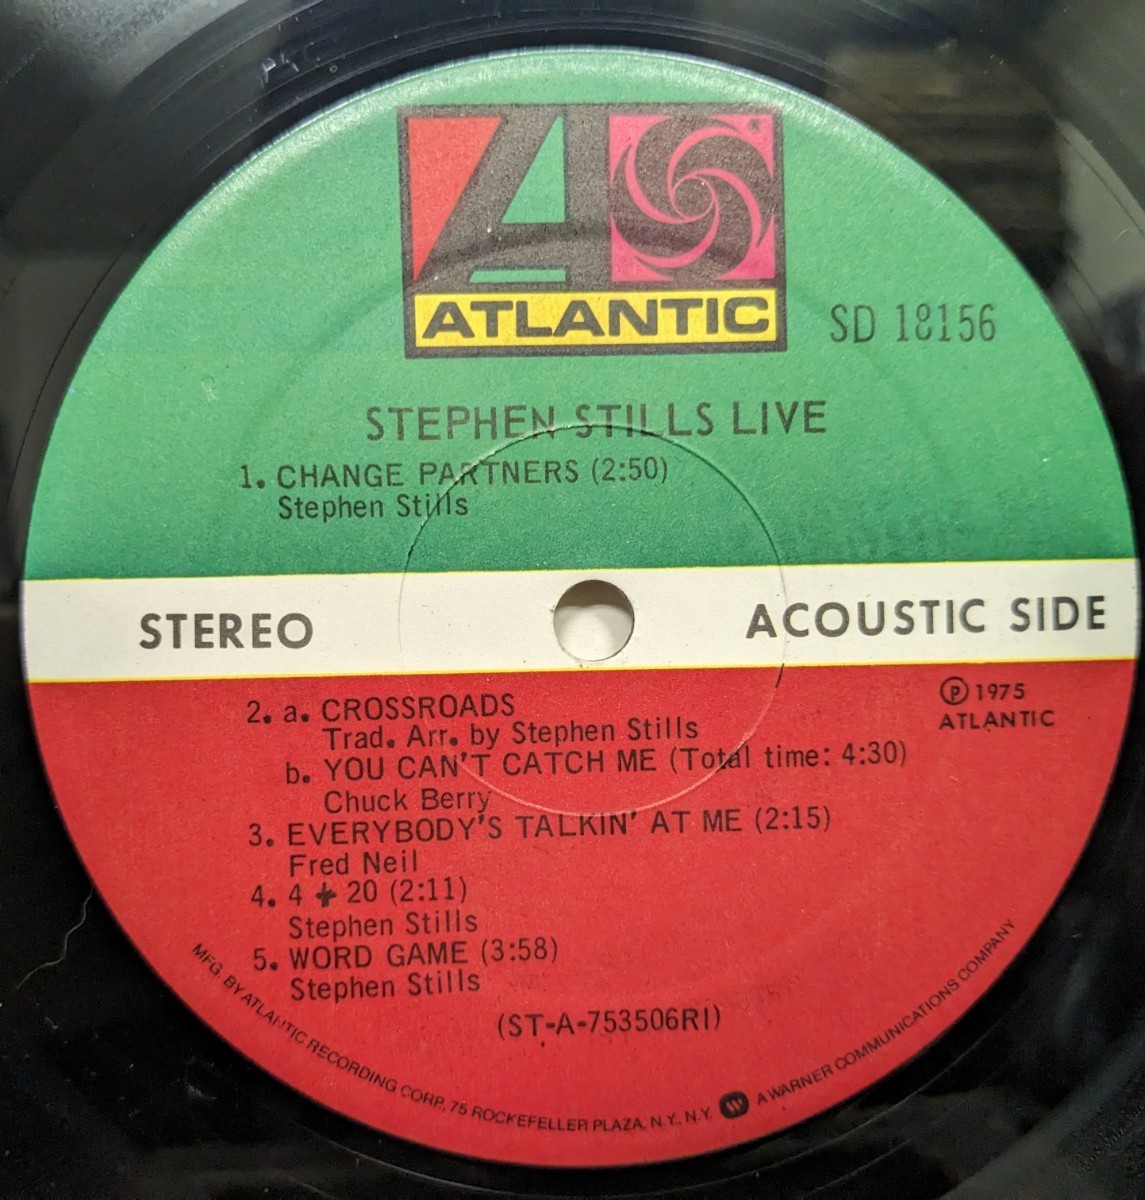 ATLANTIC
®
SD 18156
STEPHEN STILLS LIVE
1. CHANGE PARTNERS (2:50)
Stephen Stills
STEREO
ACOUSTIC SIDE
2. a. CROSSROADS
Trad. Arr. by Stephen Stills
b. YOU CAN'T CATCH ME (Total time: 4:30)
Chuck Berry
3. EVERYBODY'S TALKIN' AT ME (2:15)
Fred Neil
4. 4 + 20 (2:11)
Stephen Stills
5. WORD GAME (3:58)
Stephen Stills
(ST-A-753506RI)
℗ 1975
ATLANTIC
MFG. BY ATLANTIC RECORDING CORP., 75 ROCKEFELLER PLAZA, N.Y., N.Y. A WARNER COMMUNICATIONS COMPANY